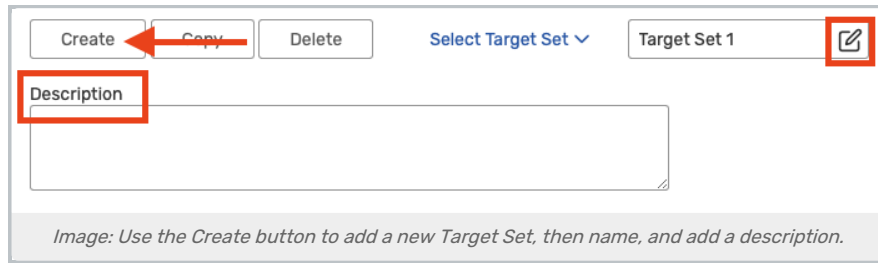 Create Copy Delete Select Target Set Target Set 1
Description
Image: Use the Create button to add a new Target Set, then name, and add a description.